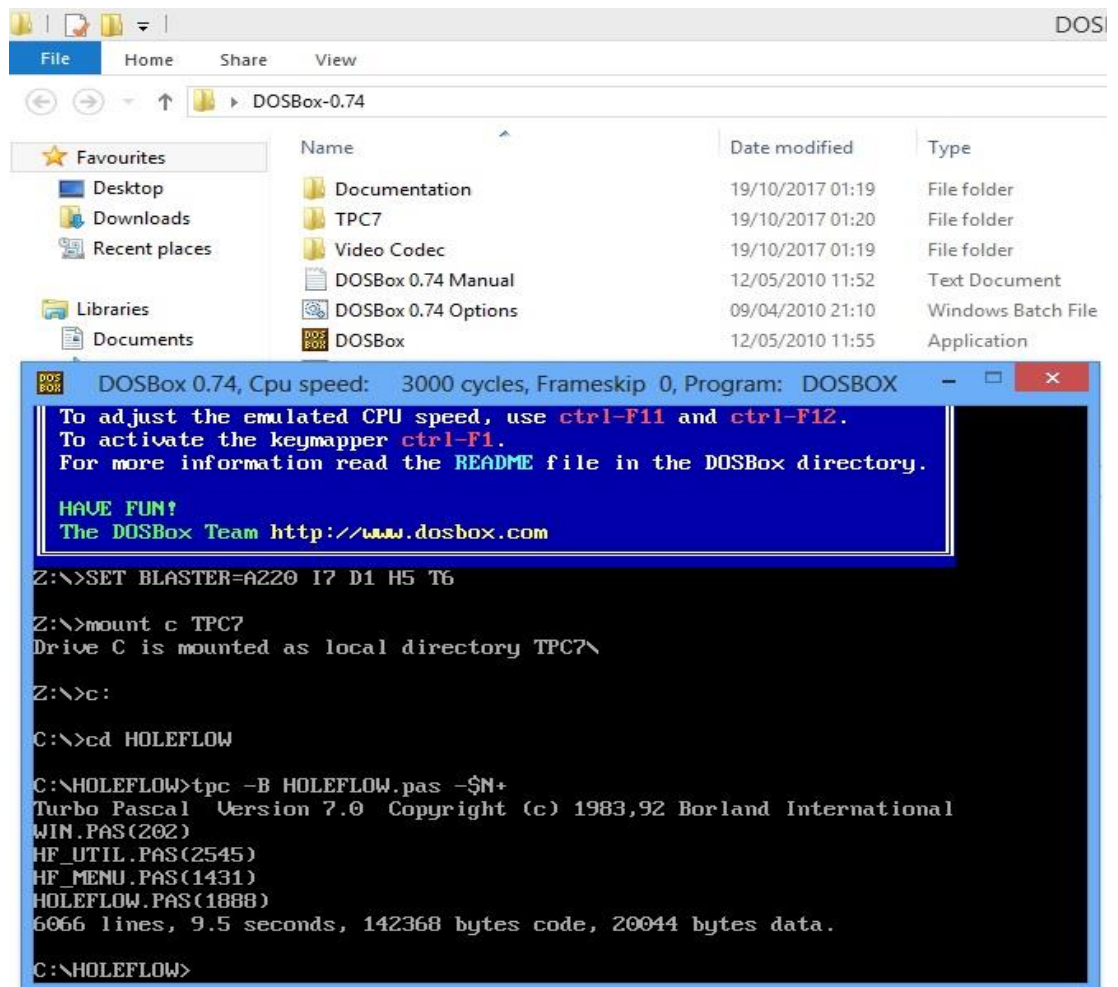 DOS
File Home Share View
DOSBox-0.74
Name Date modified Type
Favourites
Desktop
Downloads
Recent places
Libraries
Documents
Documentation 19/10/2017 01:19 File folder
TPC7 19/10/2017 01:20 File folder
Video Codec 19/10/2017 01:19 File folder
DOSBox 0.74 Manual 12/05/2010 11:52 Text Document
DOSBox 0.74 Options 09/04/2010 21:10 Windows Batch File
DOSBox 12/05/2010 11:55 Application
DOSBox 0.74, Cpu speed: 3000 cycles, Frameskip 0, Program: DOSBOX
To adjust the emulated CPU speed, use ctrl-F11 and ctrl-F12.
To activate the keymapper ctrl-F1.
For more information read the README file in the DOSBox directory.
HAVE FUN!
The DOSBox Team http://www.dosbox.com
Z:\>SET BLASTER=A220 I7 D1 H5 T6
Z:\>mount c TPC7
Drive C is mounted as local directory TPC7\
Z:\>c:
C:\>cd HOLEFLOW
C:\HOLEFLOW>tpc -B HOLEFLOW.pas -$N+
Turbo Pascal Version 7.0 Copyright (c) 1983,92 Borland International
WIN.PAS(202)
HF_UTIL.PAS(2545)
HF_MENU.PAS(1431)
HOLEFLOW.PAS(1888)
6066 lines, 9.5 seconds, 142368 bytes code, 20044 bytes data.
C:\HOLEFLOW>